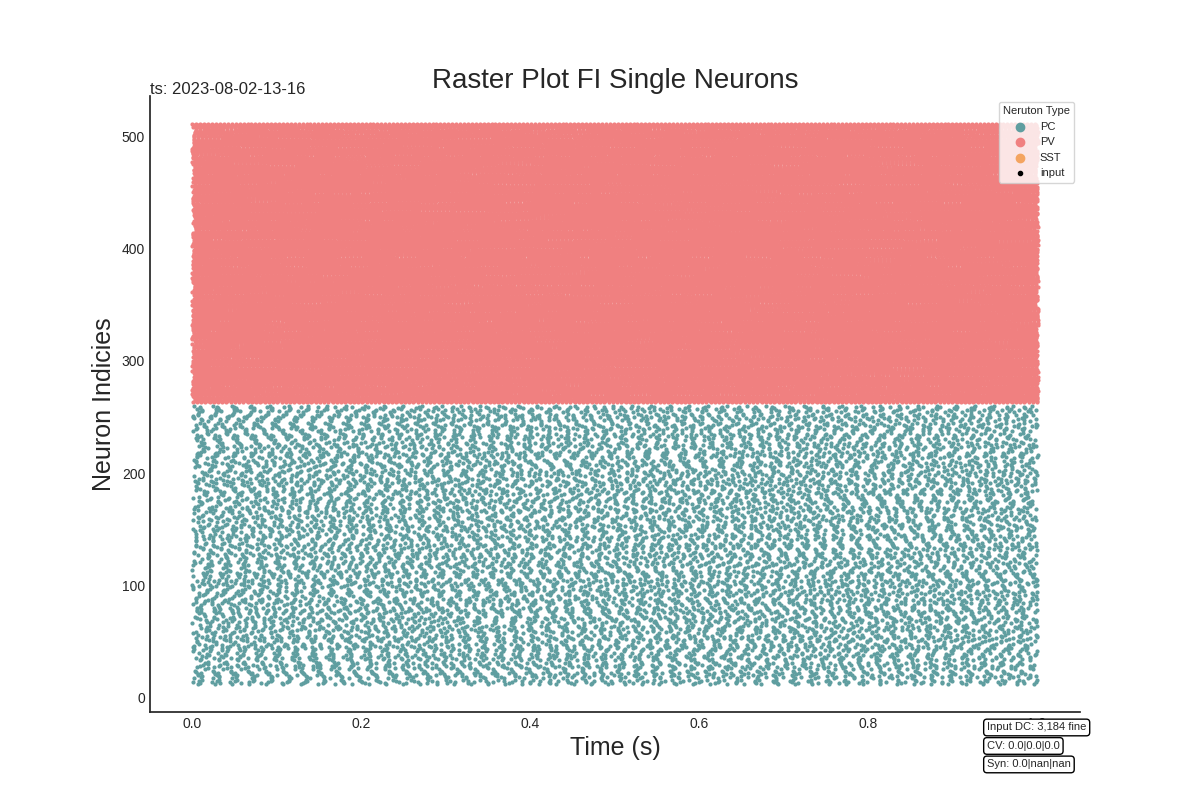 Raster Plot FI Single Neurons
ts: 2023-08-02-13-16
Neruton Type
PC
PV
SST
input
Neuron Indicies
500
400
300
200
100
0
0.0
0.2
0.4
0.6
0.8
Time (s)
Input DC: 3,184 fine
CV: 0.0|0.0|0.0
Syn: 0.0|nan|nan